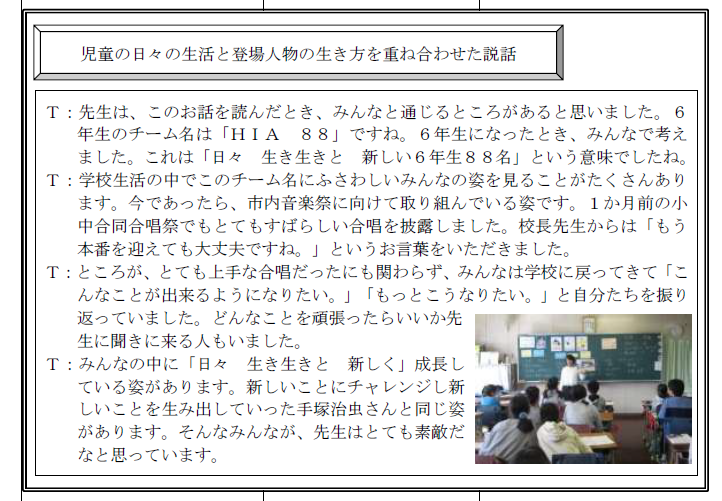 児童の日々の生活と登場人物の生き方を重ね合わせた説話
T：先生は、このお話を読んだとき、みんなと通じるところがあると思いました。６
年生のチーム名は「ＨＩＡ　８８」ですね。６年生になったとき、みんなで考え
ました。これは「日々　生き生きと　新しい６年生８８名」という意味でしたね。
T：学校生活の中でこのチーム名にふさわしいみんなの姿を見ることがたくさんあり
ます。今であったら、市内音楽祭に向けて取り組んでいる姿です。１か月前の小
中合同合唱祭でもとてもすばらしい合唱を披露しました。校長先生からは「もう
本番を迎えても大丈夫ですね。」というお言葉をいただきました。
T：ところが、とても上手な合唱だったにも関わらず、みんなは学校に戻ってきて「こ
んなことが出来るようになりたい。」「もっとこうなりたい。」と自分たちを振り
返っていました。どんなことを頑張ったらいいか先
生に聞きに来る人もいました。
T：みんなの中に「日々　生き生きと　新しく」成長し
ている姿があります。新しいことにチャレンジし新
しいことを生み出していった手塚治虫さんと同じ姿
があります。そんなみんなが、先生はとても素敵だ
なと思っています。